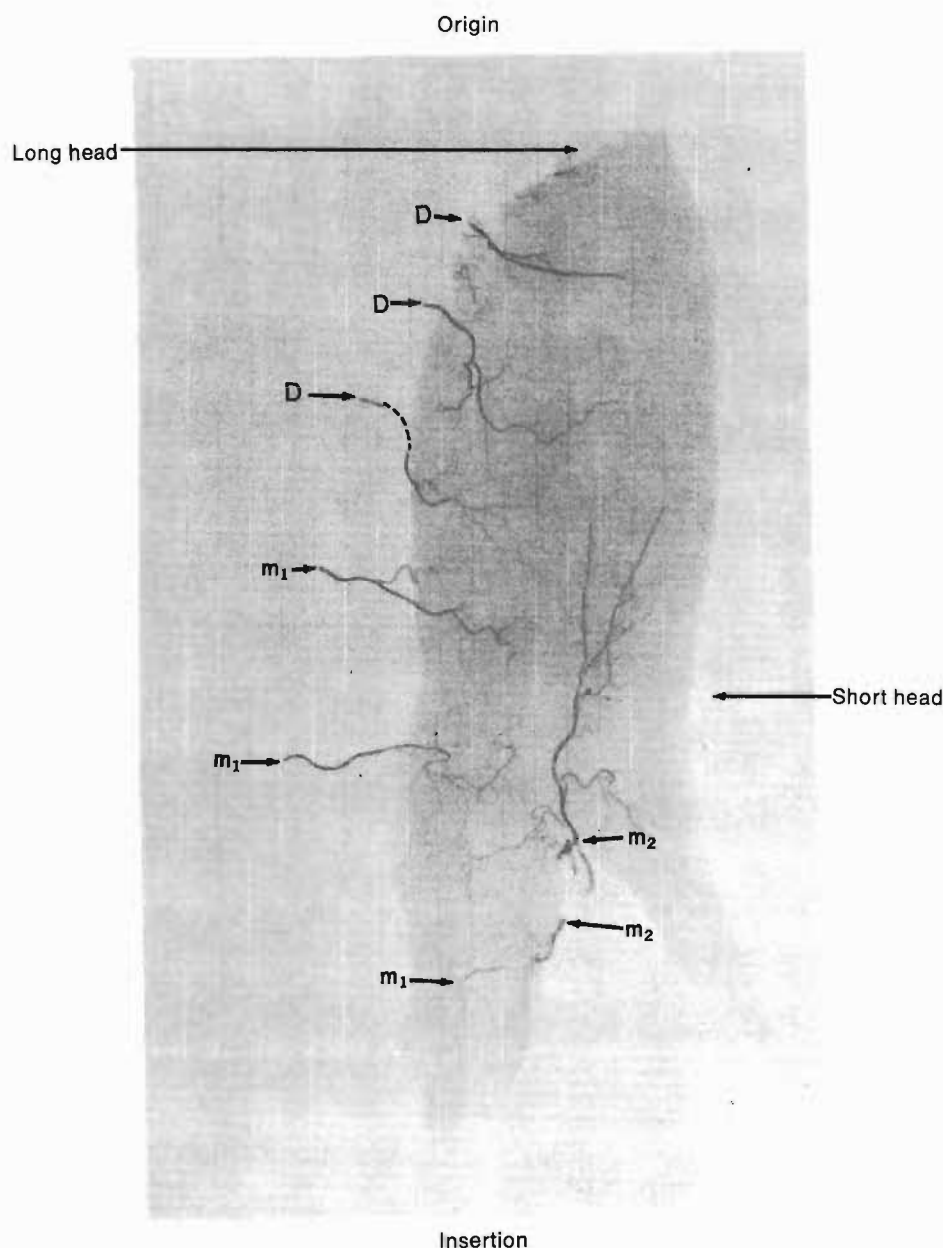 Origin
Long head
D
D
D
m₁
Short head
m₁
m₂
m₂
m₁
Insertion